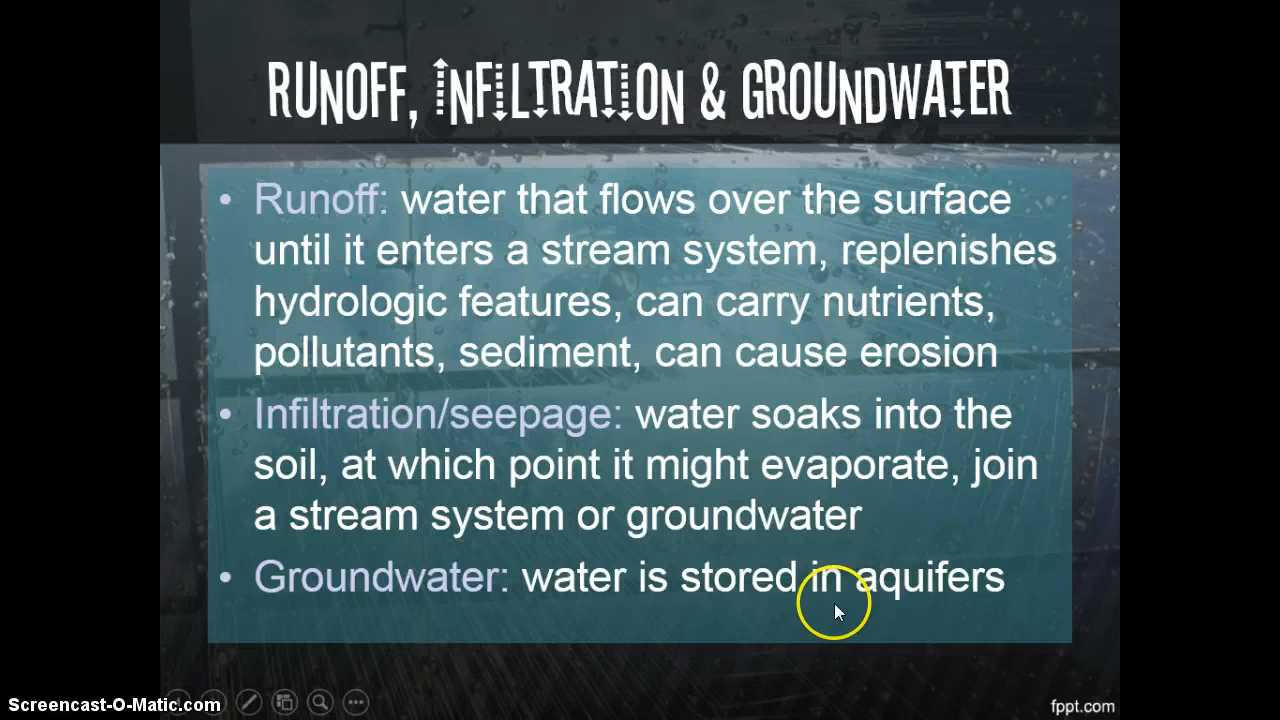 RUNOFF, INFILTRATION & GROUNDWATER
• Runoff: water that flows over the surface
until it enters a stream system, replenishes
hydrologic features, can carry nutrients,
pollutants, sediment, can cause erosion
• Infiltration/seepage: water soaks into the
soil, at which point it might evaporate, join
a stream system or groundwater
• Groundwater: water is stored in aquifers
Screencast-O-Matic.com
fppt.com